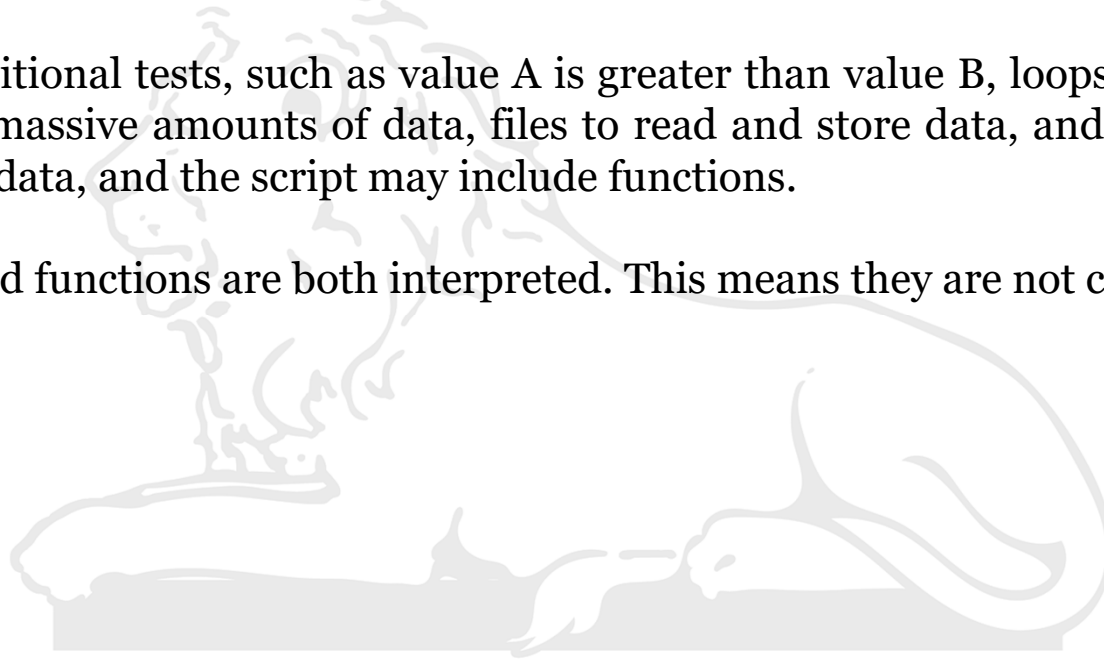 itional tests, such as value A is greater than value B, loops
massive amounts of data, files to read and store data, and
data, and the script may include functions.
d functions are both interpreted. This means they are not c